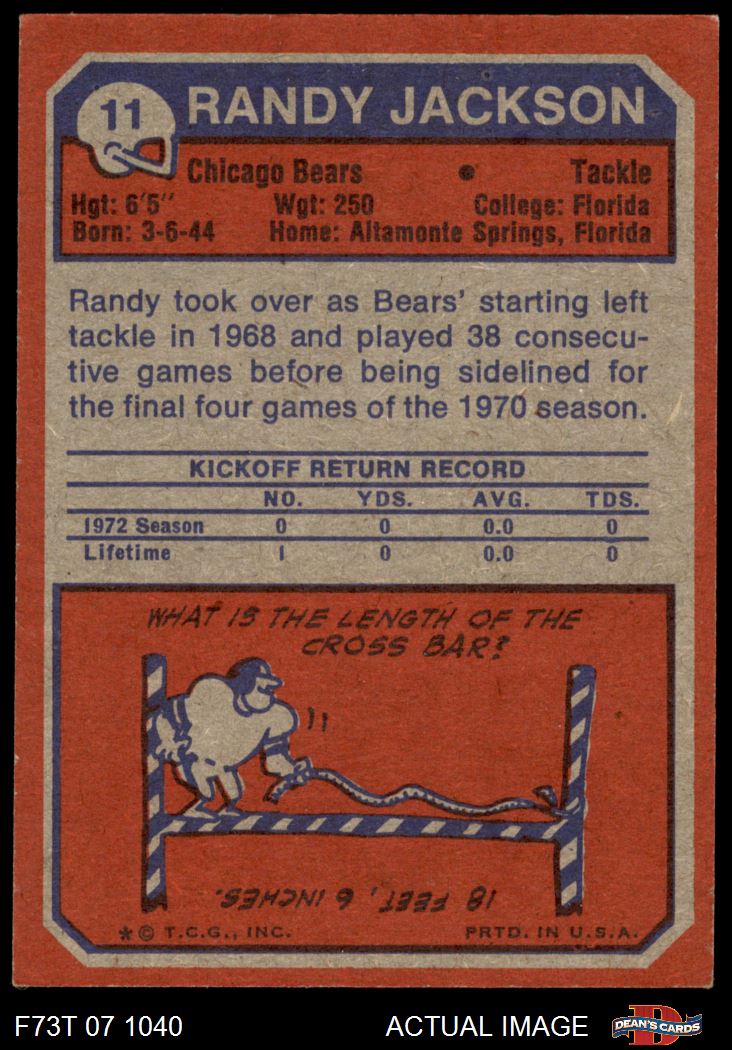 11
RANDY JACKSON
Chicago Bears • Tackle
Hgt: 6'5" Wgt: 250 College: Florida
Born: 3-6-44 Home: Altamonte Springs, Florida
Randy took over as Bears' starting left
tackle in 1968 and played 38 consecu-
tive games before being sidelined for
the final four games of the 1970 season.
KICKOFF RETURN RECORD
NO. YDS. AVG. TDS.
1972 Season 0 0 0.0 0
Lifetime 1 0 0.0 0
WHAT IS THE LENGTH OF THE
CROSS BAR?
18 FEET, 6 INCHES.
* © T.C.G., INC. PRTD. IN U.S.A.
F73T 07 1040 ACTUAL IMAGE
D
DEAN'S CARDS